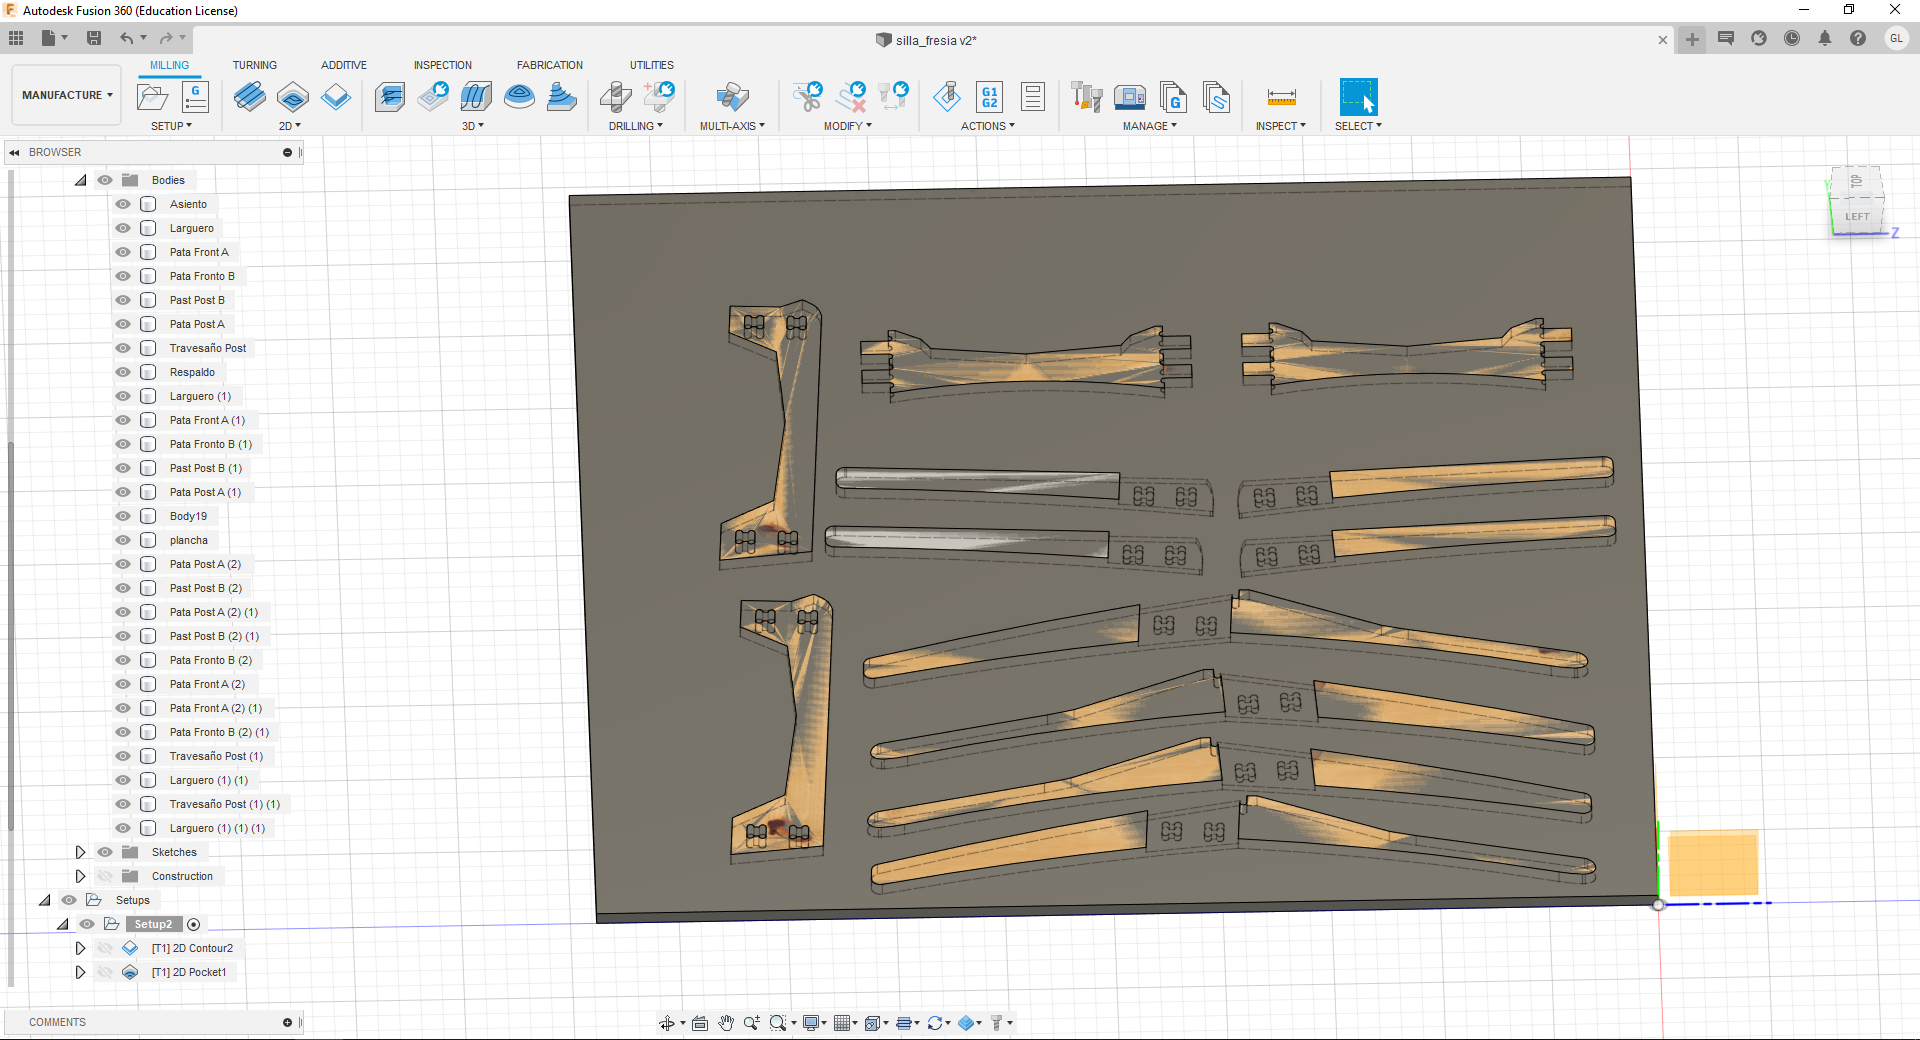 Autodesk Fusion 360 (Education License)
silla_fresia v2*
GL
MANUFACTURE
MILLING
TURNING
ADDITIVE
INSPECTION
FABRICATION
UTILITIES
G
G1
G2
G
SETUP
2D
3D
DRILLING
MULTI-AXIS
MODIFY
ACTIONS
MANAGE
INSPECT
SELECT
BROWSER
Bodies
Asiento
Larguero
Pata Front A
Pata Fronto B
Past Post B
Pata Post A
Travesaño Post
Respaldo
Larguero (1)
Pata Front A (1)
Pata Fronto B (1)
Past Post B (1)
Pata Post A (1)
Body19
plancha
Pata Post A (2)
Past Post B (2)
Pata Post A (2) (1)
Past Post B (2) (1)
Pata Fronto B (2)
Pata Front A (2)
Pata Front A (2) (1)
Pata Fronto B (2) (1)
Travesaño Post (1)
Larguero (1) (1)
Travesaño Post (1) (1)
Larguero (1) (1) (1)
Sketches
Construction
Setups
Setup2
[T1] 2D Contour2
[T1] 2D Pocket1
COMMENTS
TOP
LEFT
Y
Z